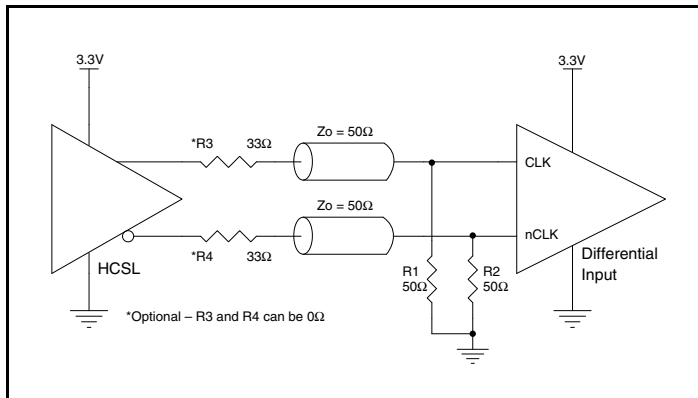 3.3V
3.3V
*R3 33Ω
Zo = 50Ω
CLK
Zo = 50Ω
nCLK
*R4 33Ω
HCSL
R1
50Ω
R2
50Ω
Differential
Input
*Optional – R3 and R4 can be 0Ω